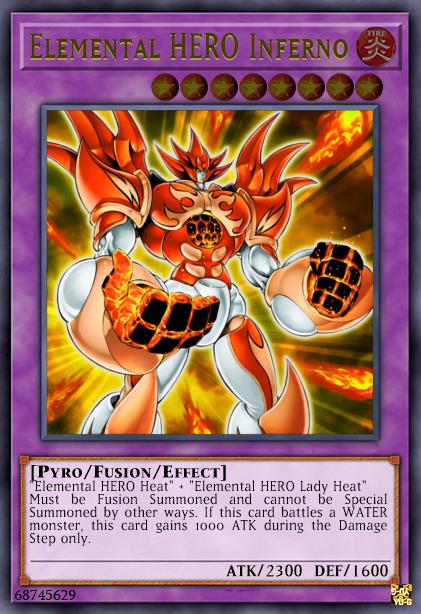 Elemental HERO Inferno
FIRE
炎
[Pyro/Fusion/Effect]
"Elemental HERO Heat" + "Elemental HERO Lady Heat"
Must be Fusion Summoned and cannot be Special
Summoned by other ways. If this card battles a WATER
monster, this card gains 1000 ATK during the Damage
Step only.
ATK/2300 DEF/1600
68745629